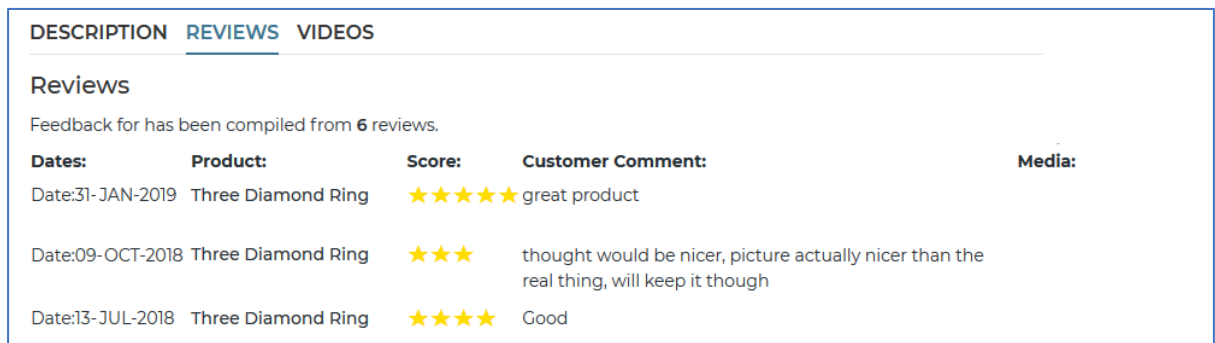 DESCRIPTION REVIEWS VIDEOS
Reviews
Feedback for has been compiled from 6 reviews.
Dates: Product: Score: Customer Comment: Media:
Date:31-JAN-2019 Three Diamond Ring great product
Date:09-OCT-2018 Three Diamond Ring thought would be nicer, picture actually nicer than the
real thing, will keep it though
Date:13-JUL-2018 Three Diamond Ring Good